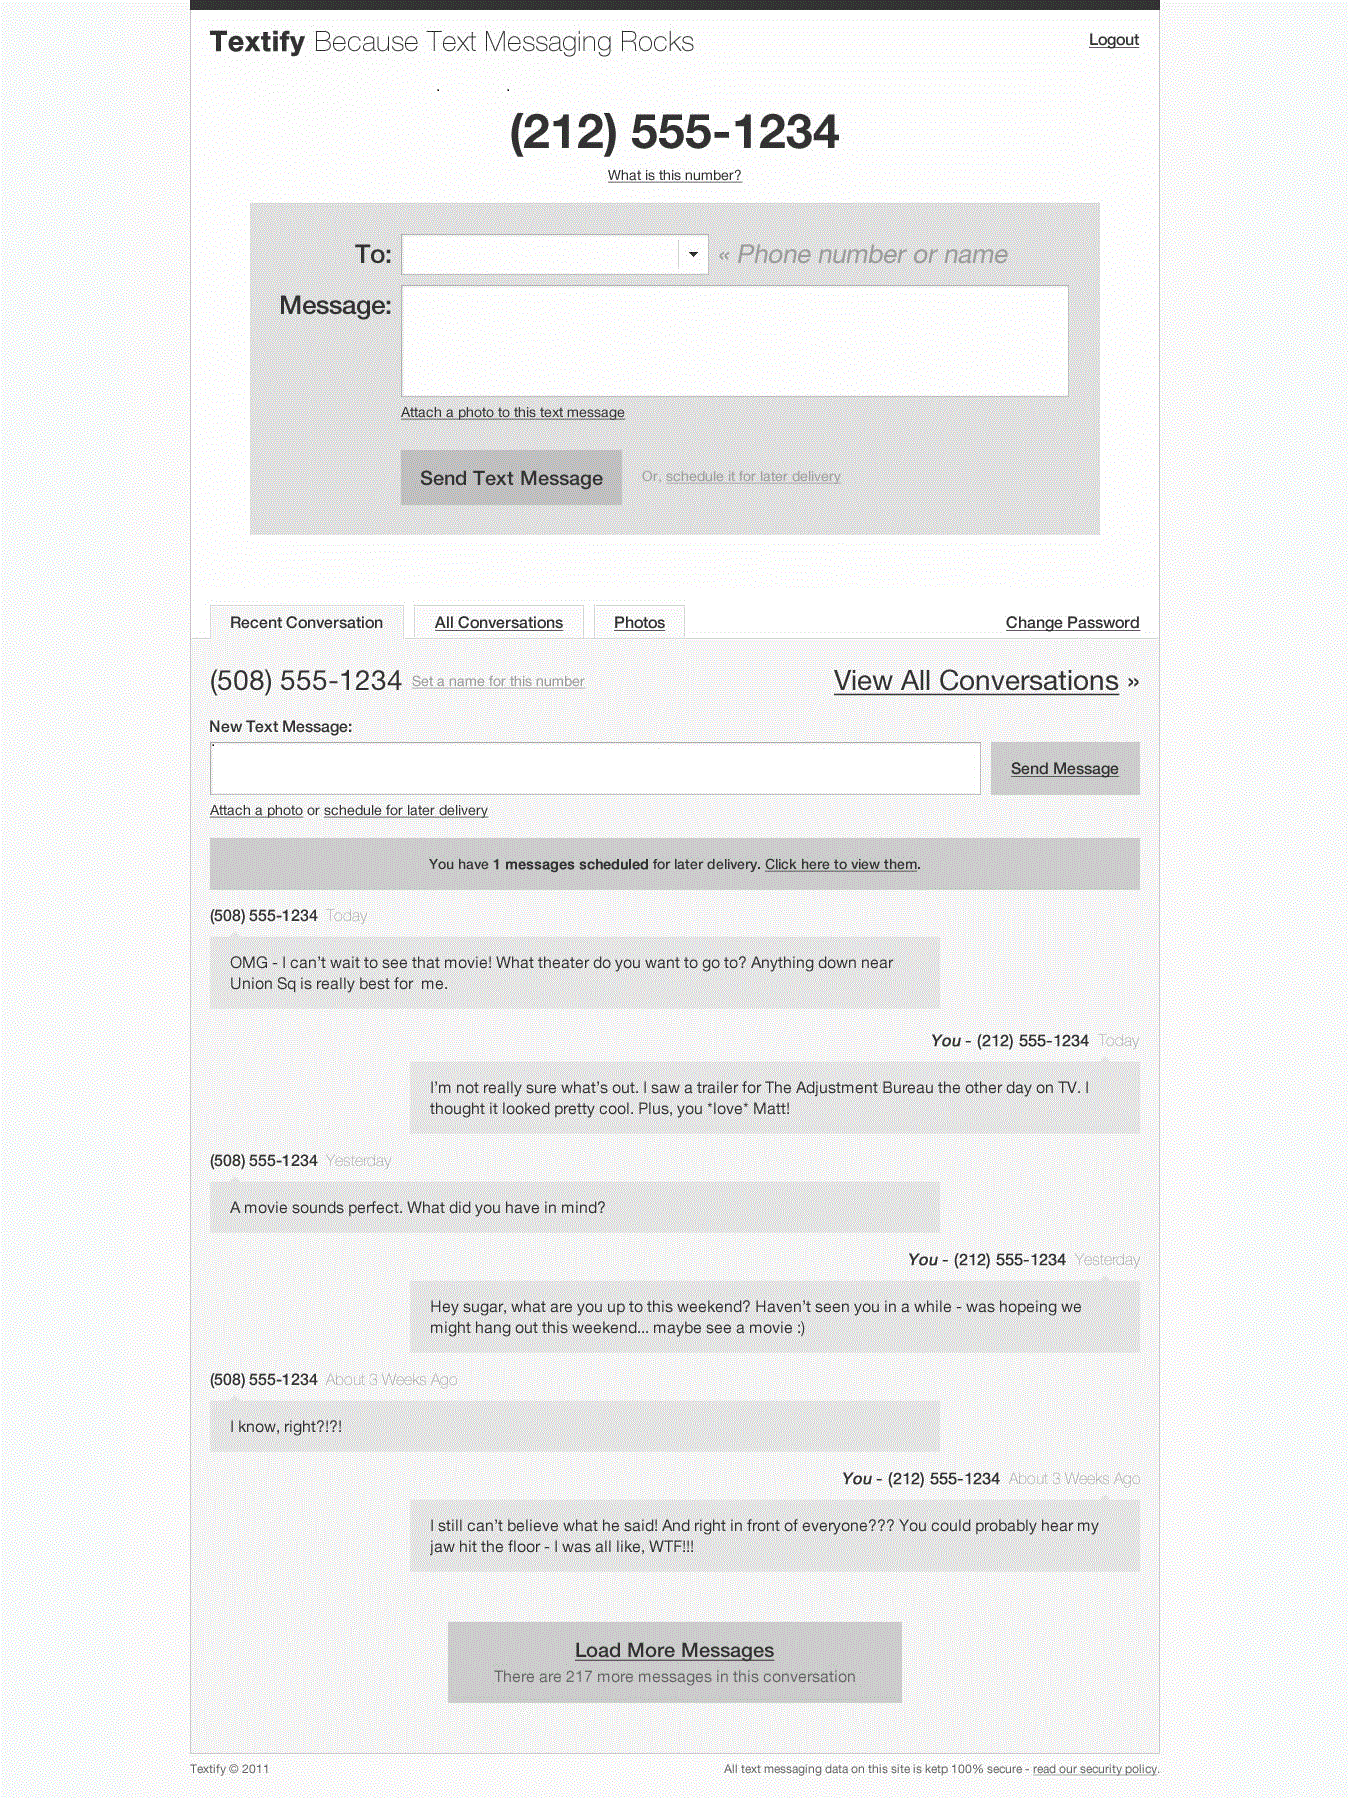 Textify Because Text Messaging Rocks
Logout
(212) 555-1234
What is this number?
To:
« Phone number or name
Message:
Attach a photo to this text message
Send Text Message
Or, schedule it for later delivery
Recent Conversation
All Conversations
Photos
Change Password
(508) 555-1234 Set a name for this number
View All Conversations »
New Text Message:
Send Message
Attach a photo or schedule for later delivery
You have 1 messages scheduled for later delivery. Click here to view them.
(508) 555-1234 Today
OMG - I can't wait to see that movie! What theater do you want to go to? Anything down near
Union Sq is really best for me.
You - (212) 555-1234 Today
I'm not really sure what's out. I saw a trailer for The Adjustment Bureau the other day on TV. I
thought it looked pretty cool. Plus, you *love* Matt!
(508) 555-1234 Yesterday
A movie sounds perfect. What did you have in mind?
You - (212) 555-1234 Yesterday
Hey sugar, what are you up to this weekend? Haven't seen you in a while - was hopeing we
might hang out this weekend... maybe see a movie :)
(508) 555-1234 About 3 Weeks Ago
I know, right?!?!
You - (212) 555-1234 About 3 Weeks Ago
I still can't believe what he said! And right in front of everyone??? You could probably hear my
jaw hit the floor - I was all like, WTF!!!
Load More Messages
There are 217 more messages in this conversation
Textify © 2011
All text messaging data on this site is ketp 100% secure - read our security policy.